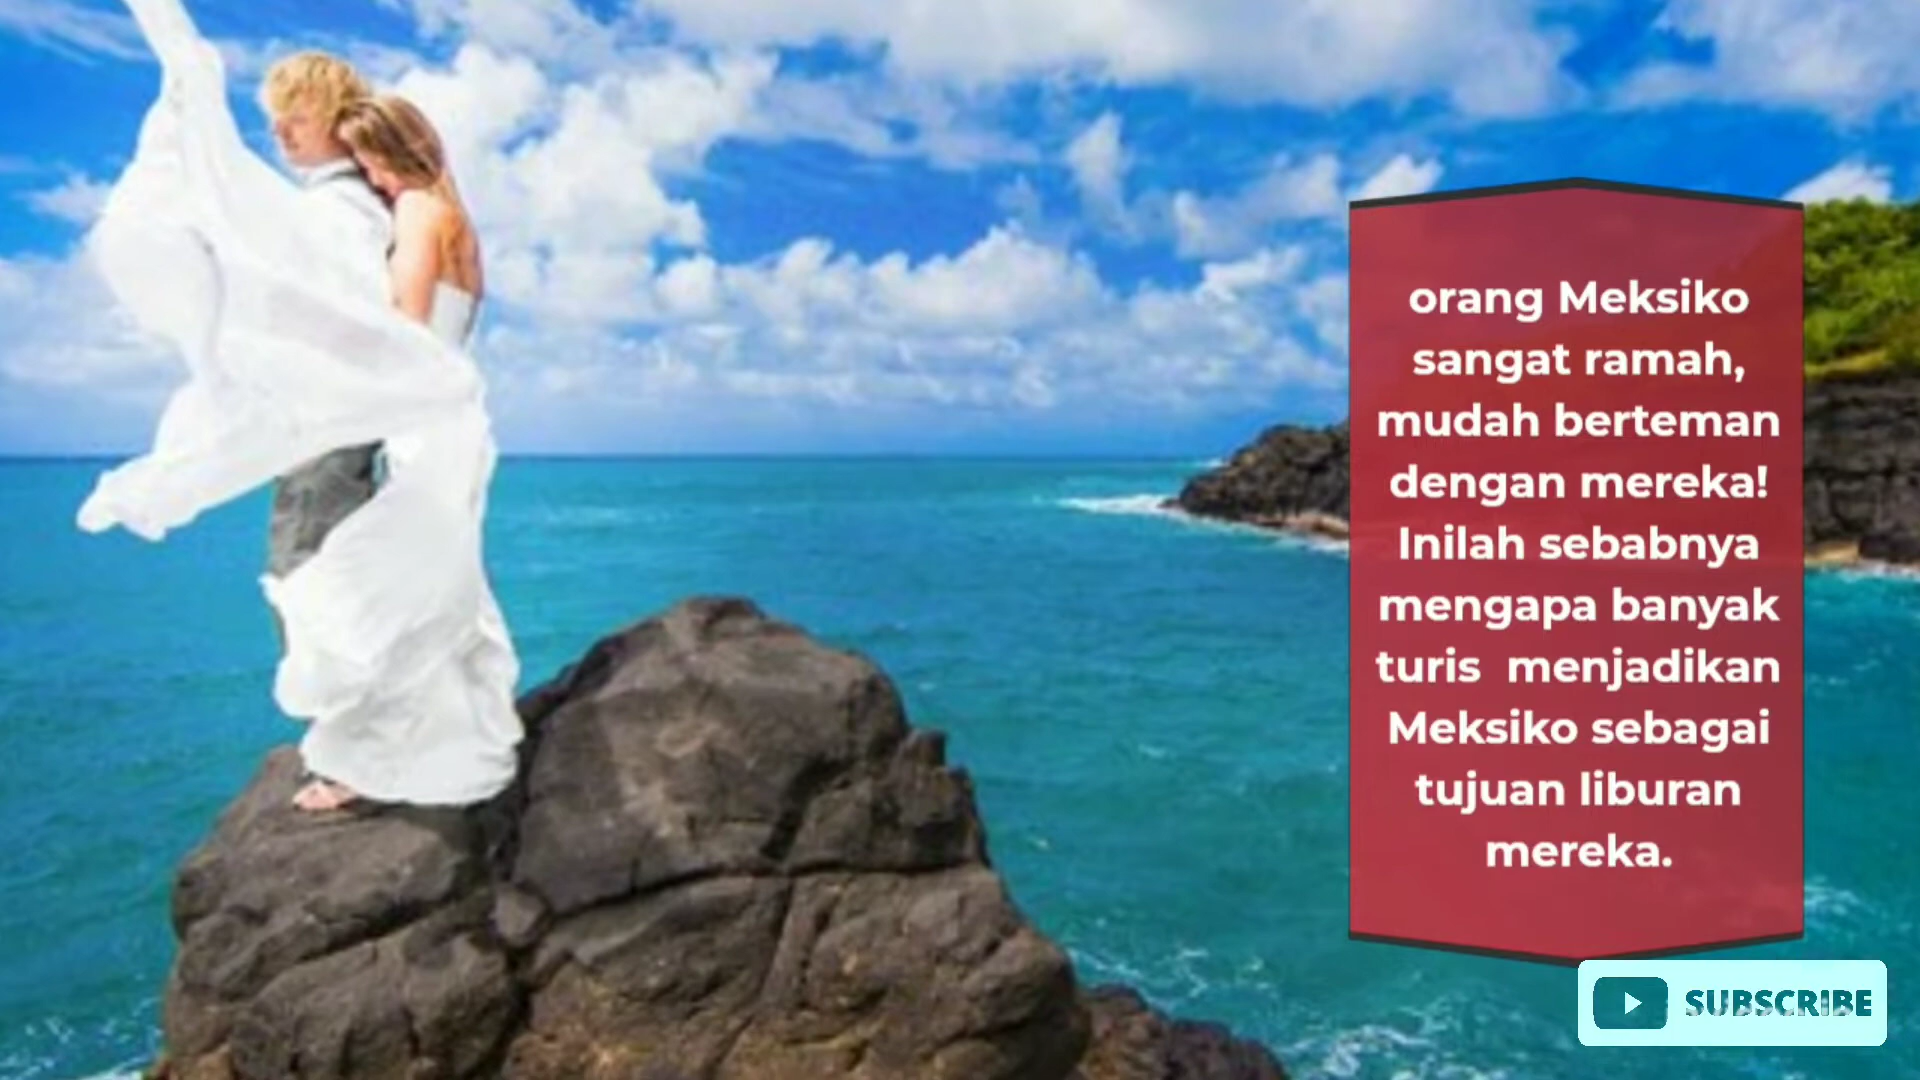 orang Meksiko
sangat ramah,
mudah berteman
dengan mereka!
Inilah sebabnya
mengapa banyak
turis  menjadikan
Meksiko sebagai
tujuan liburan
mereka.
SUBSCRIBE